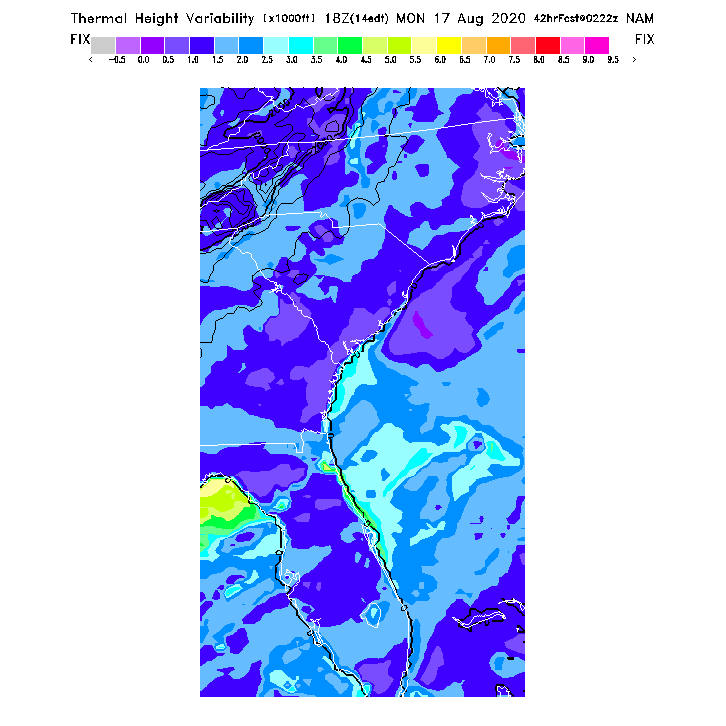 Thermal Height Variability [x1000ft] 18Z(14edt) MON 17 Aug 2020 42hrFcst@0222z NAM
FIX FIX
< -0.5 0.0 0.5 1.0 1.5 2.0 2.5 3.0 3.5 4.5 5.0 5.5 6.0 6.5 7.0 7.5 8.0 8.5 9.0 9.5 >